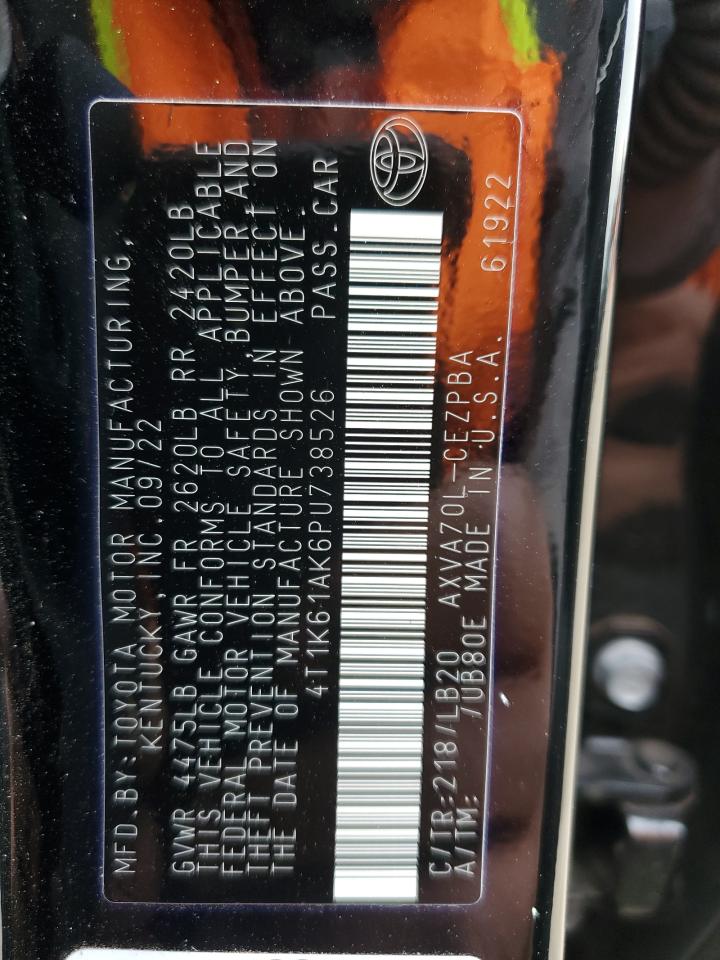 MFD. BY: TOYOTA MOTOR MANUFACTURING,
KENTUCKY, INC. 09/22
GVWR 4475LB GAWR FR 2620LB RR 2420LB
THIS VEHICLE CONFORMS TO ALL APPLICABLE
FEDERAL MOTOR VEHICLE SAFETY, BUMPER AND
THEFT PREVENTION STANDARDS IN EFFECT ON
THE DATE OF MANUFACTURE SHOWN ABOVE.
4T1K61AK6PU738526 PASS. CAR
C/TR: 218/LB20 AXVA70L-CEZPBA
A/TM: /UB80E MADE IN U.S.A. 61922